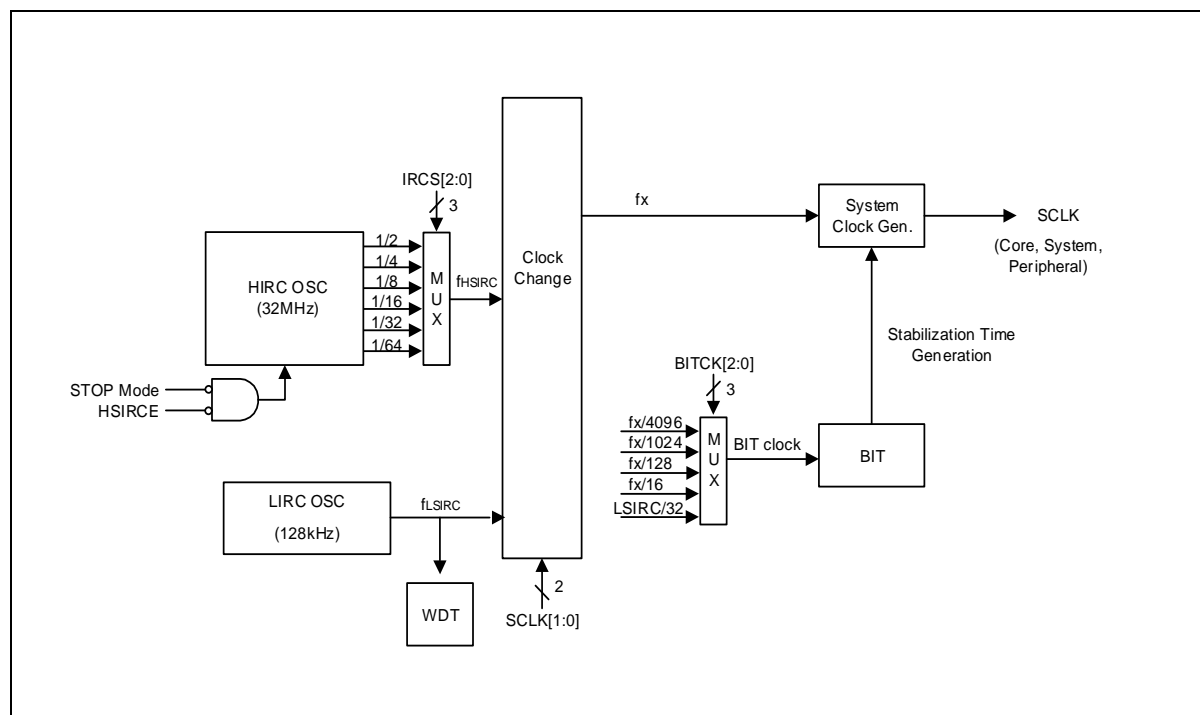 IRCS[2:0]
3
HIRC OSC
(32MHz)
1/2
1/4
1/8
1/16
1/32
1/64
M
U
X
fHSIRC
STOP Mode
HSIRCE
LIRC OSC
(128kHz)
fLSIRC
WDT
Clock
Change
2
SCLK[1:0]
fx
System
Clock Gen.
SCLK
(Core, System,
Peripheral)
Stabilization Time
Generation
BITCK[2:0]
3
fx/4096
fx/1024
fx/128
fx/16
LSIRC/32
M
U
X
BIT clock
BIT